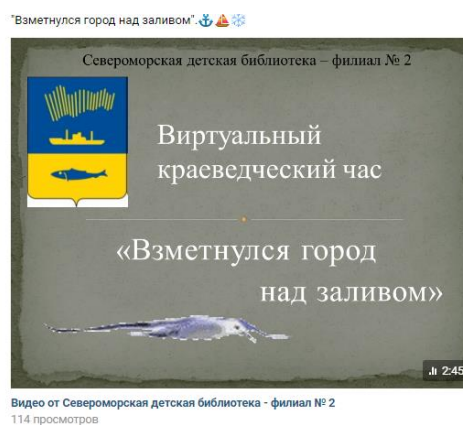 "Взметнулся город над заливом".⚓⛵❄
Североморская детская библиотека – филиал № 2
Виртуальный
краеведческий час
«Взметнулся город
над заливом»
2:45
Видео от Североморская детская библиотека - филиал № 2
114 просмотров